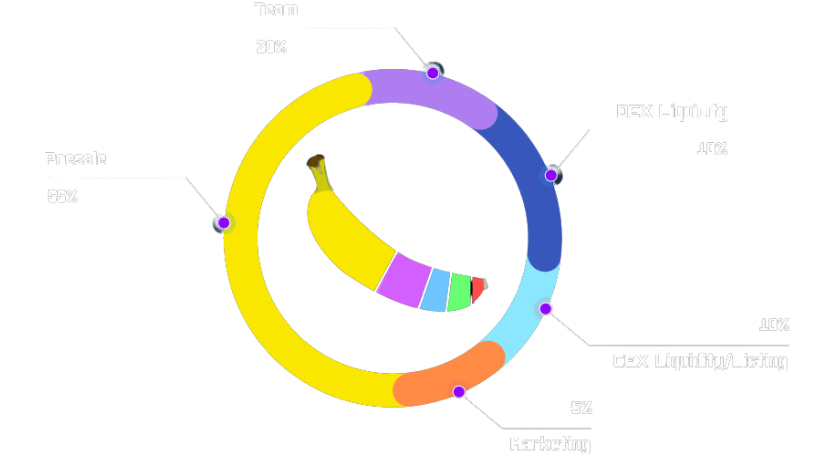 Team
20%
DEX Liquidity
10%
Presale
55%
10%
CEX Liquidity/Listing
5%
Marketing